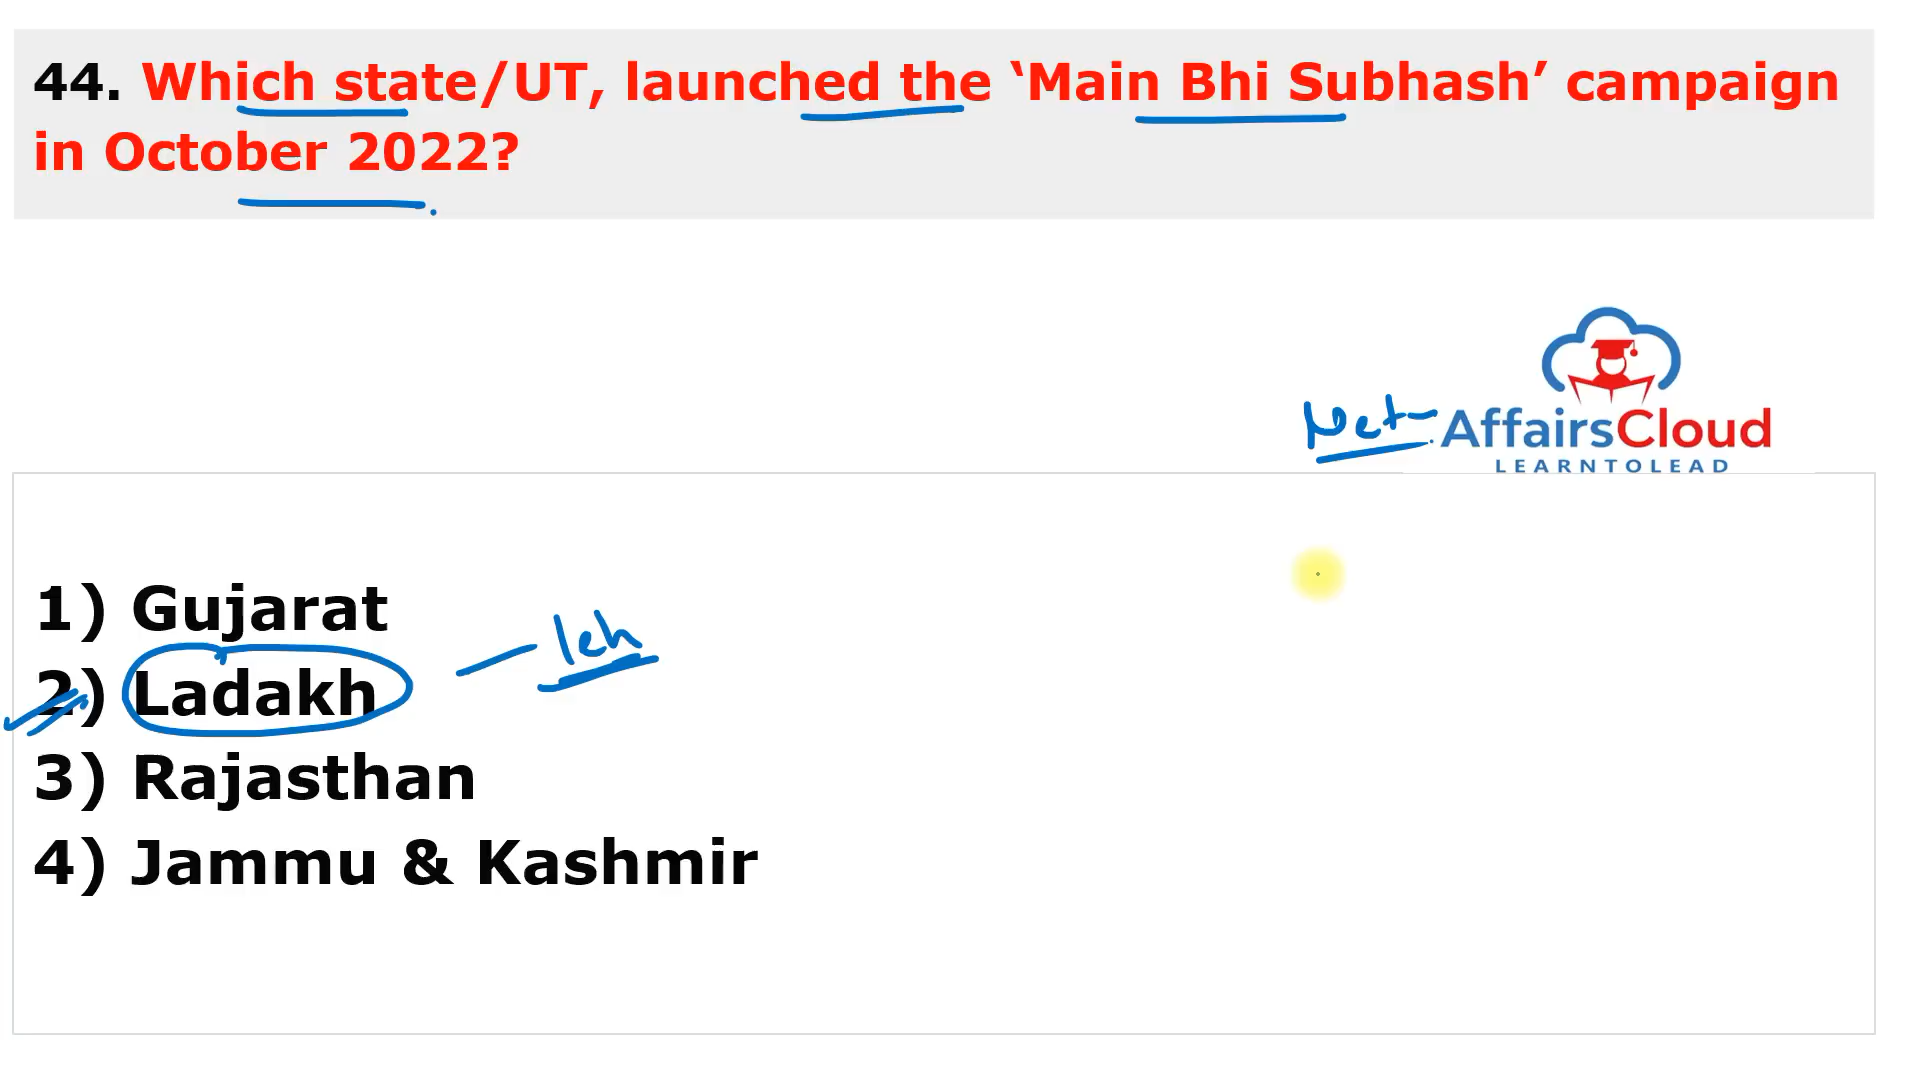 44. Which state/UT, launched the ‘Main Bhi Subhash’ campaign
in October 2022?
Net-
AffairsCloud
LEARNTOLEAD
1) Gujarat
2) Ladakh
leh
3) Rajasthan
4) Jammu & Kashmir